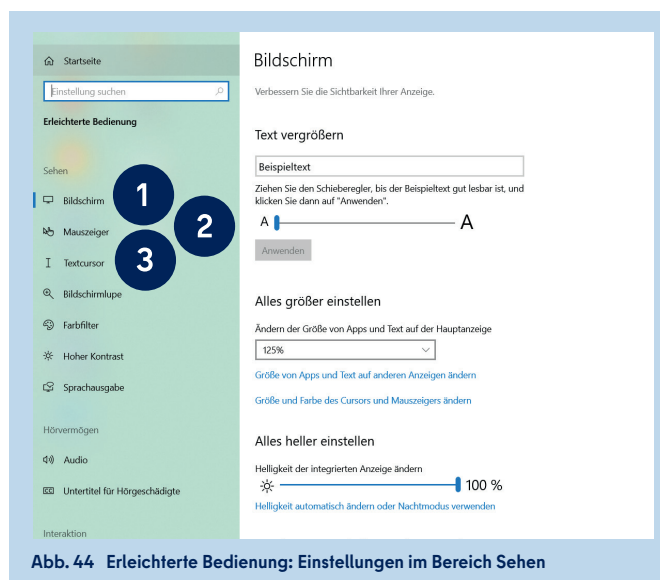 Startseite
Einstellung suchen
Erleichterte Bedienung
Sehen
Bildschirm
1
Mauszeiger
2
Textcursor
3
Bildschirmlupe
Farbfilter
Hoher Kontrast
Sprachausgabe
Hörvermögen
Audio
Untertitel für Hörgeschädigte
Interaktion
Bildschirm
Verbessern Sie die Sichtbarkeit Ihrer Anzeige.
Text vergrößern
Beispieltext
Ziehen Sie den Schieberegler, bis der Beispieltext gut lesbar ist, und
klicken Sie dann auf "Anwenden".
A A
Anwenden
Alles größer einstellen
Ändern der Größe von Apps und Text auf der Hauptanzeige
125%
Größe von Apps und Text auf anderen Anzeigen ändern
Größe und Farbe des Cursors und Mauszeigers ändern
Alles heller einstellen
Helligkeit der integrierten Anzeige ändern
100 %
Helligkeit automatisch ändern oder Nachtmodus verwenden
Abb. 44 Erleichterte Bedienung: Einstellungen im Bereich Sehen